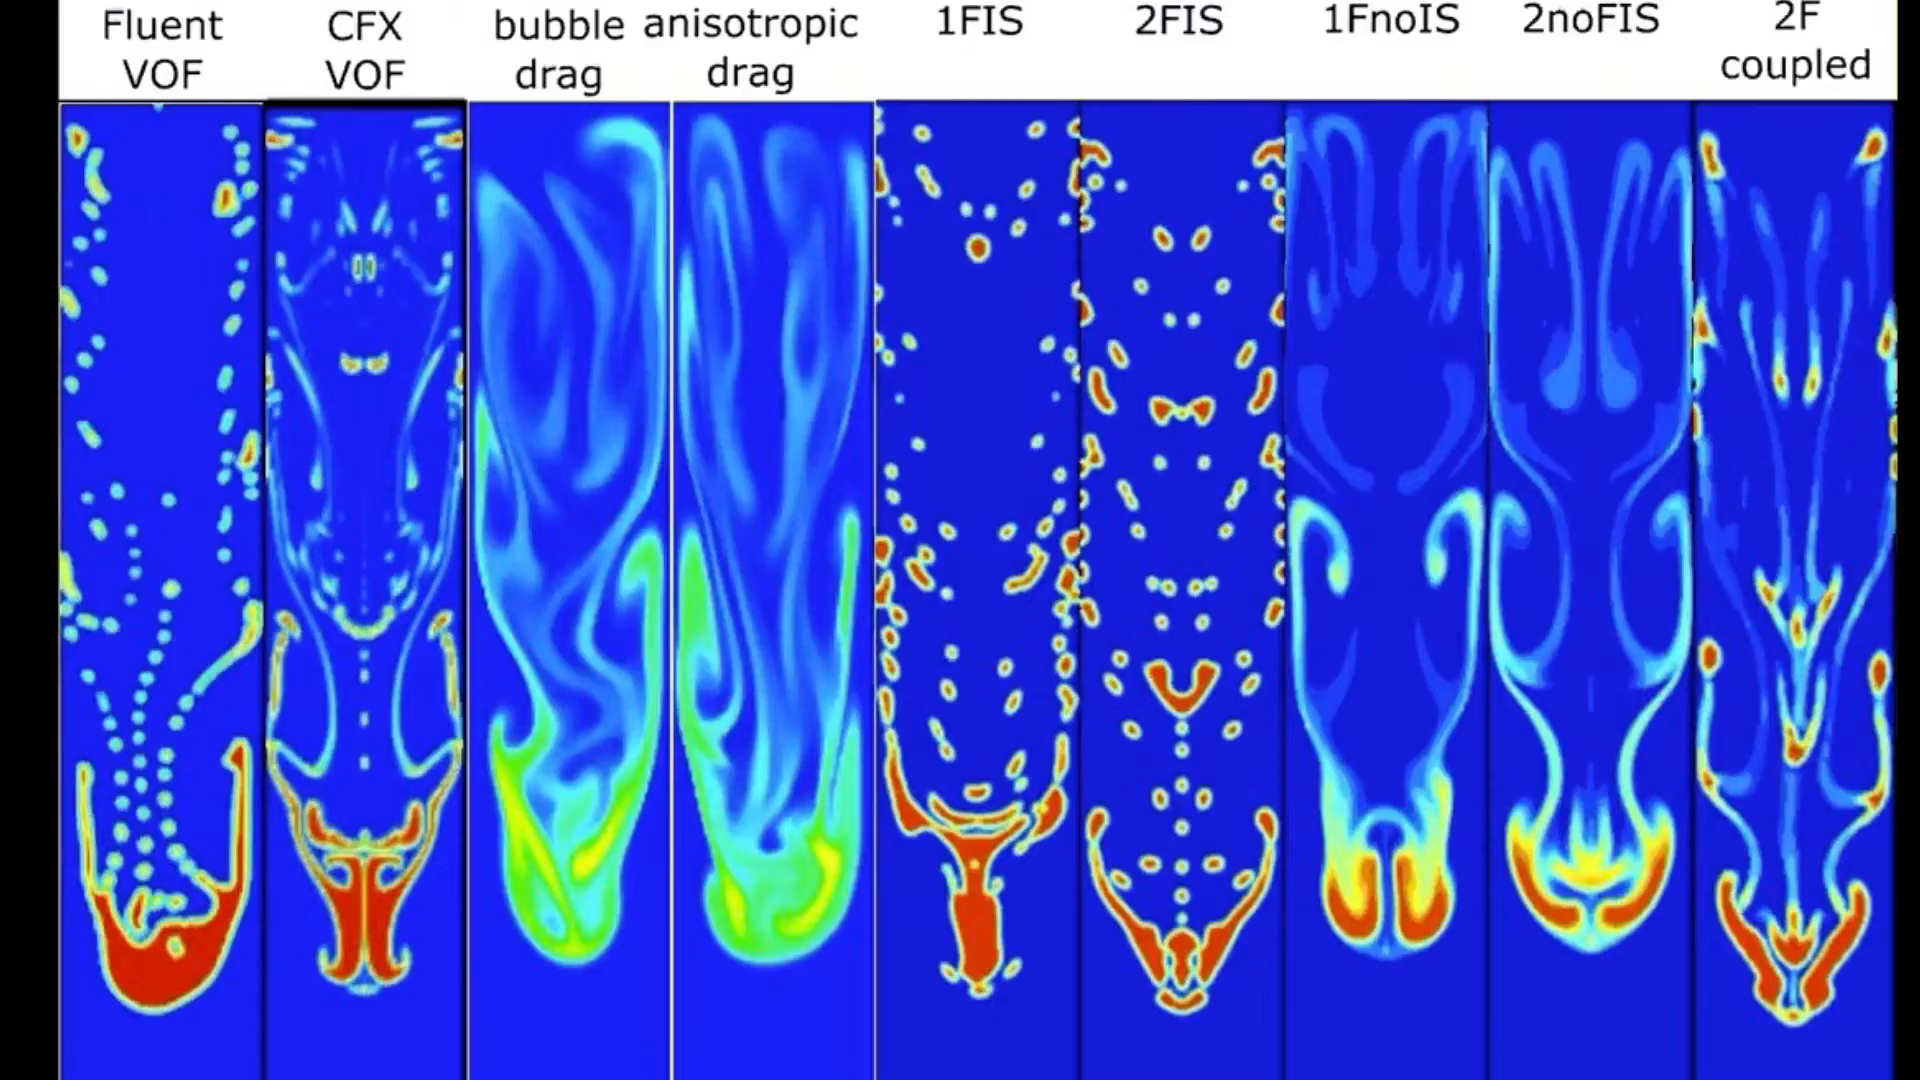 Fluent
VOF
CFX
VOF
bubble
drag
anisotropic
drag
1FIS
2FIS
1FnoIS
2noFIS
2F
coupled